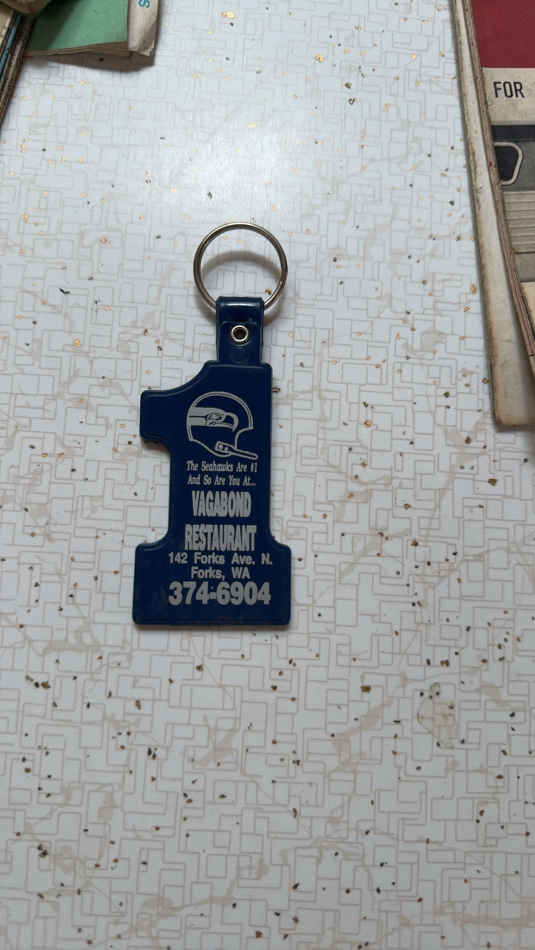 FOR
The Seahawks Are #1
And So Are You At...
VAGABOND
RESTAURANT
142 Forks Ave. N.
Forks, WA
374-6904